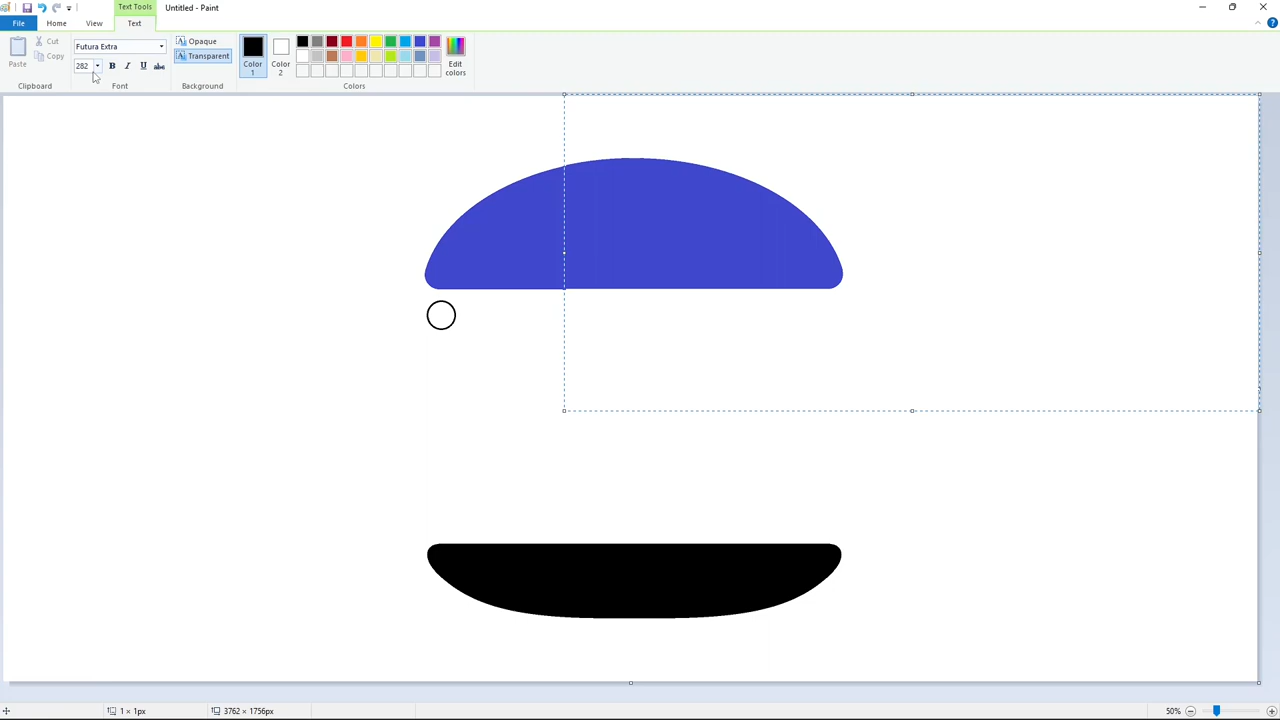 Text Tools
Untitled - Paint
File
Home
View
Text
Paste
Cut
Copy
Clipboard
Futura Extra
282
B I U abc
Font
Opaque
Transparent
Background
Color 1
Color 2
Edit colors
Colors
1 × 1px
3762 × 1756px
50%